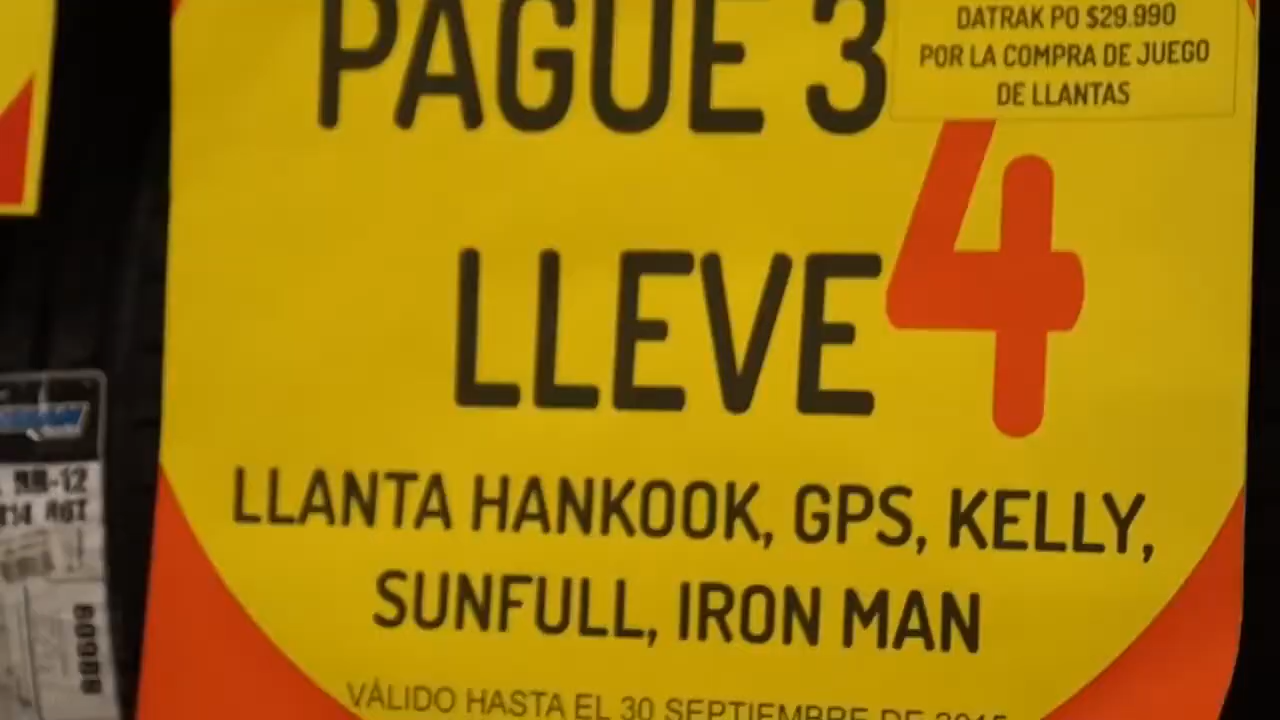 PAGUE 3
DATRAK PO $29.990
POR LA COMPRA DE JUEGO
DE LLANTAS
LLEVE 4
LLANTA HANKOOK, GPS, KELLY,
SUNFULL, IRON MAN
VÁLIDO HASTA EL 30 SEPTIEMBRE DE 2015